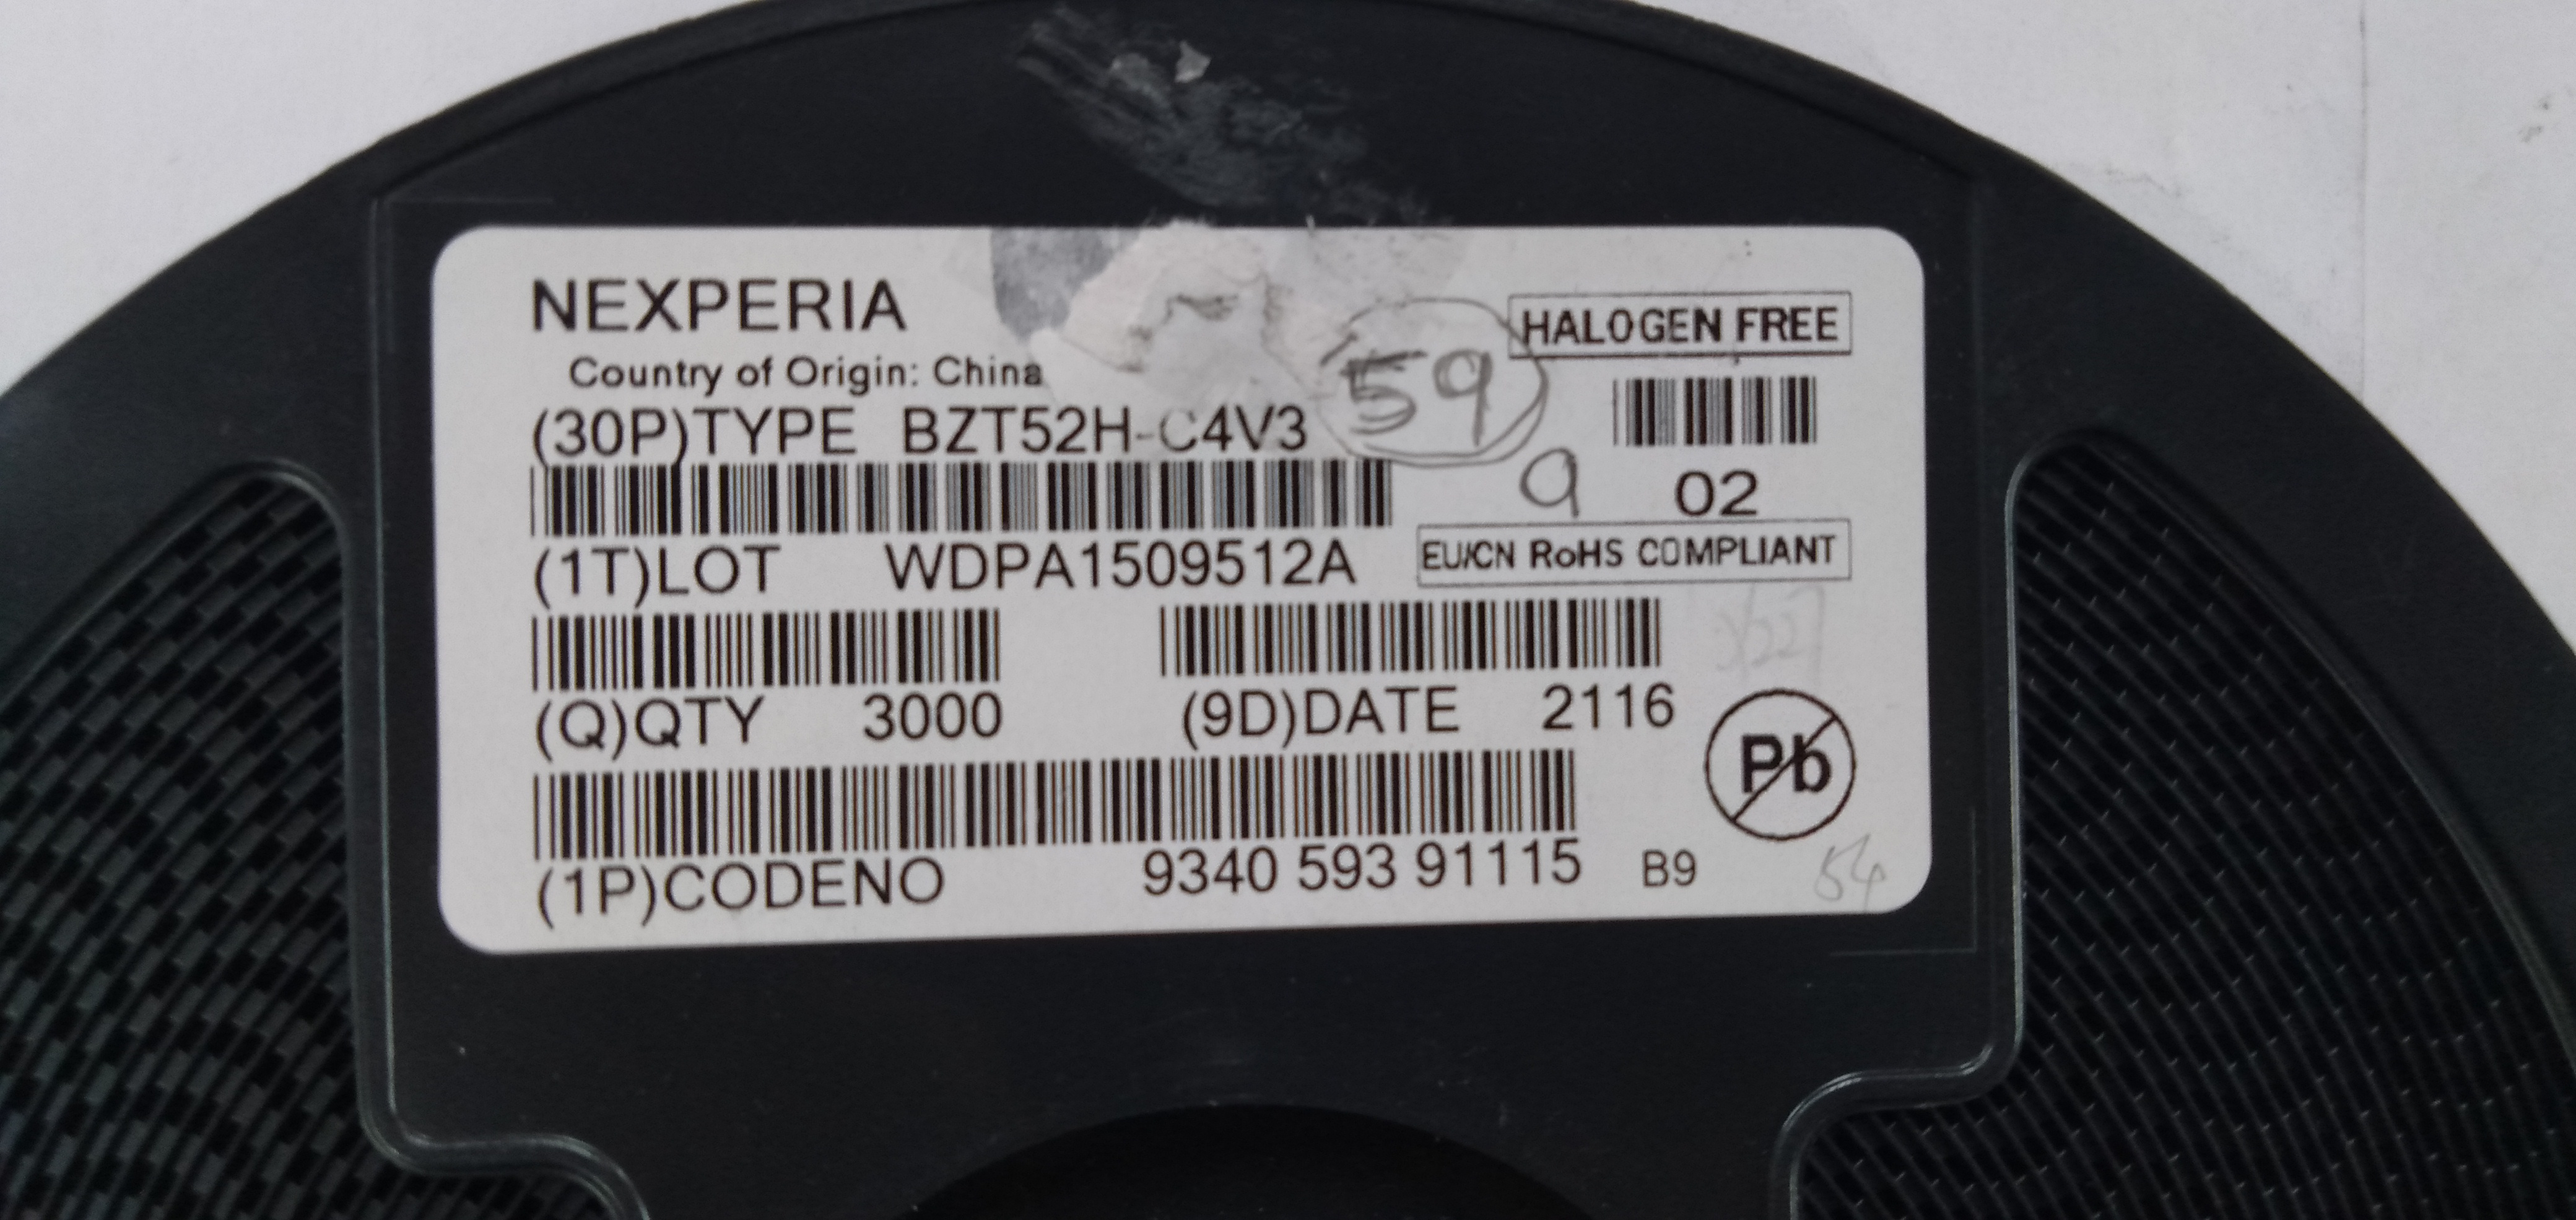 NEXPERIA
HALOGEN FREE
Country of Origin: China
59
(30P)TYPE BZT52H-C4V3
9 02
(1T)LOT WDPA1509512A
EU/CN RoHS COMPLIANT
(Q)QTY 3000 (9D)DATE 2116
Pb
(1P)CODENO 9340 593 91115 B9
54